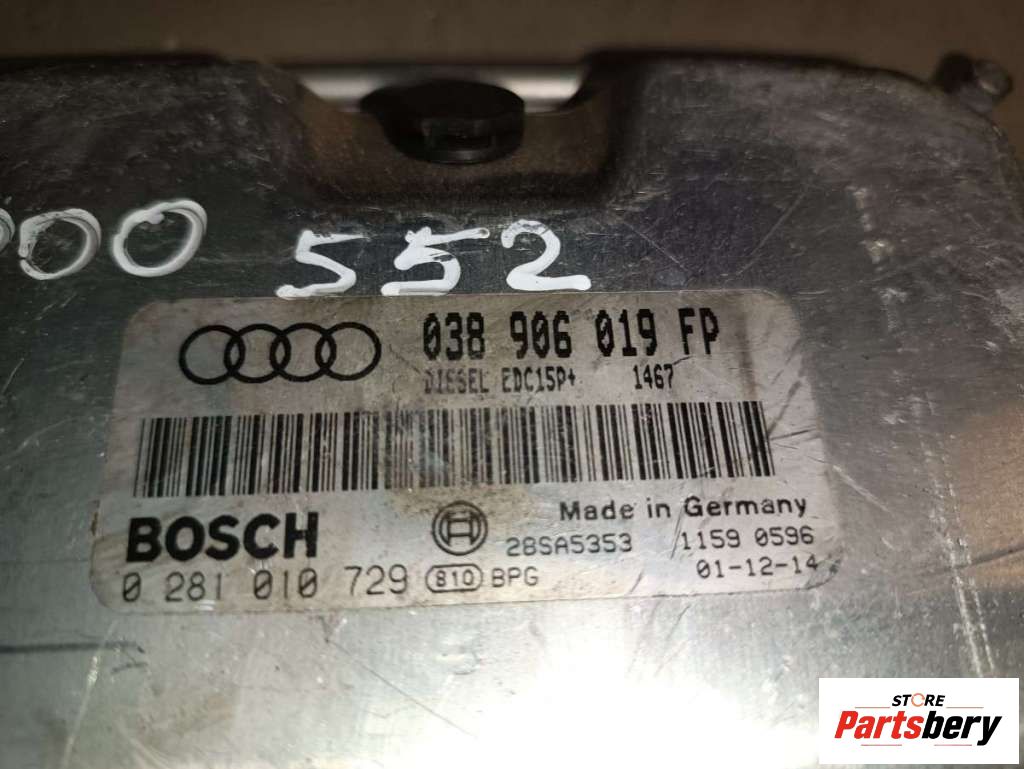 00 552
038 906 019 FP
DIESEL EDC15P+ 1467
BOSCH
Made in Germany
28SA5353 1159 0596
0 281 010 729 810 BPG 01-12-14
STORE
Partsbery